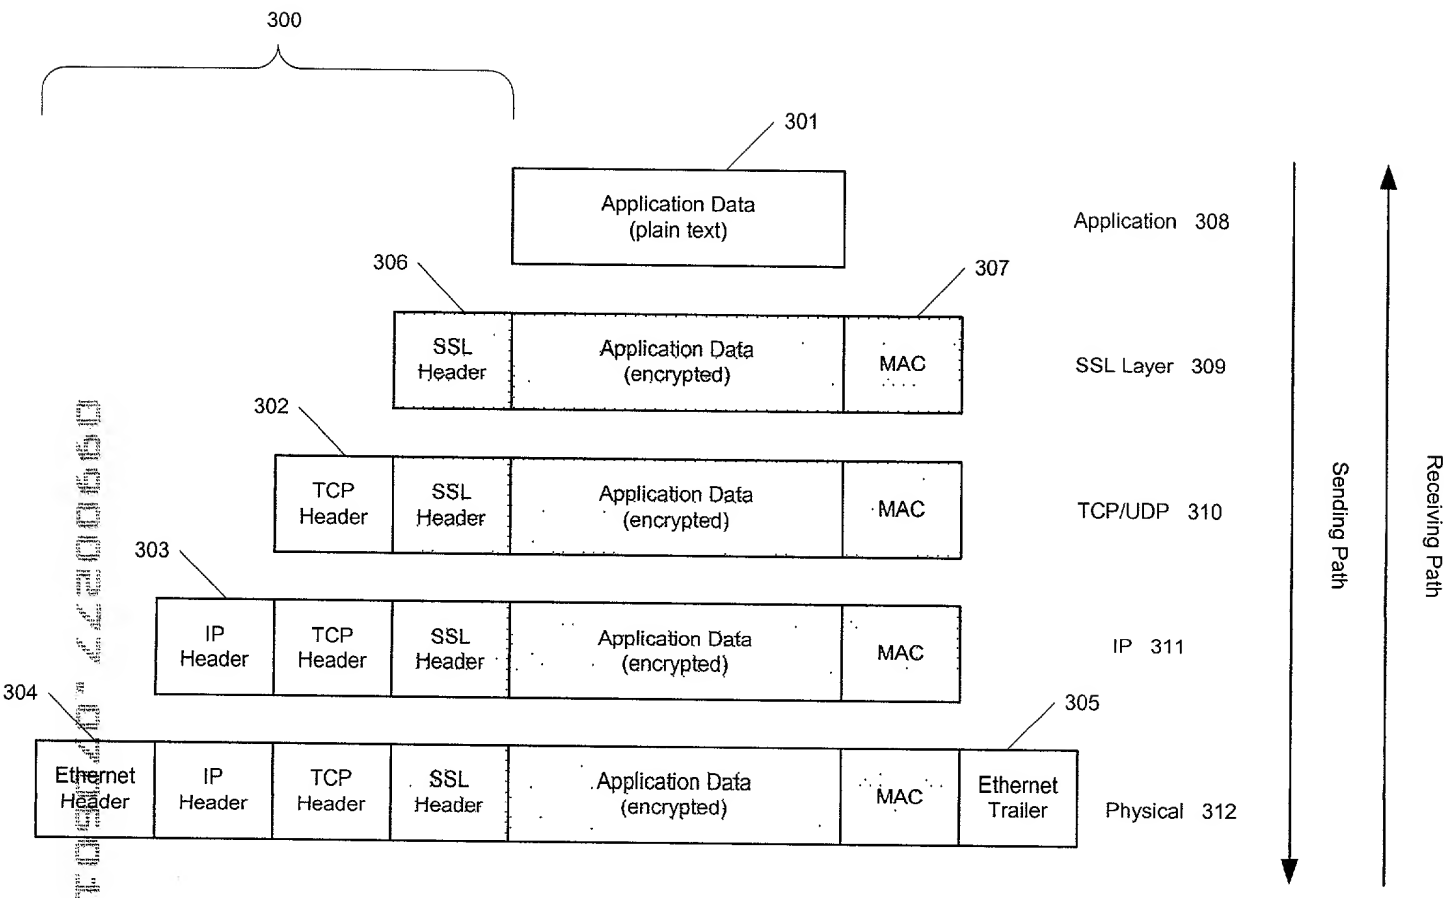 300
301
Application Data
(plain text)
Application 308
306
307
SSL
Header
Application Data
(encrypted)
MAC
SSL Layer 309
302
TCP
Header
SSL
Header
Application Data
(encrypted)
MAC
TCP/UDP 310
303
IP
Header
TCP
Header
SSL
Header
Application Data
(encrypted)
MAC
IP 311
304
305
Ethernet
Header
IP
Header
TCP
Header
SSL
Header
Application Data
(encrypted)
MAC
Ethernet
Trailer
Physical 312
Sending Path
Receiving Path